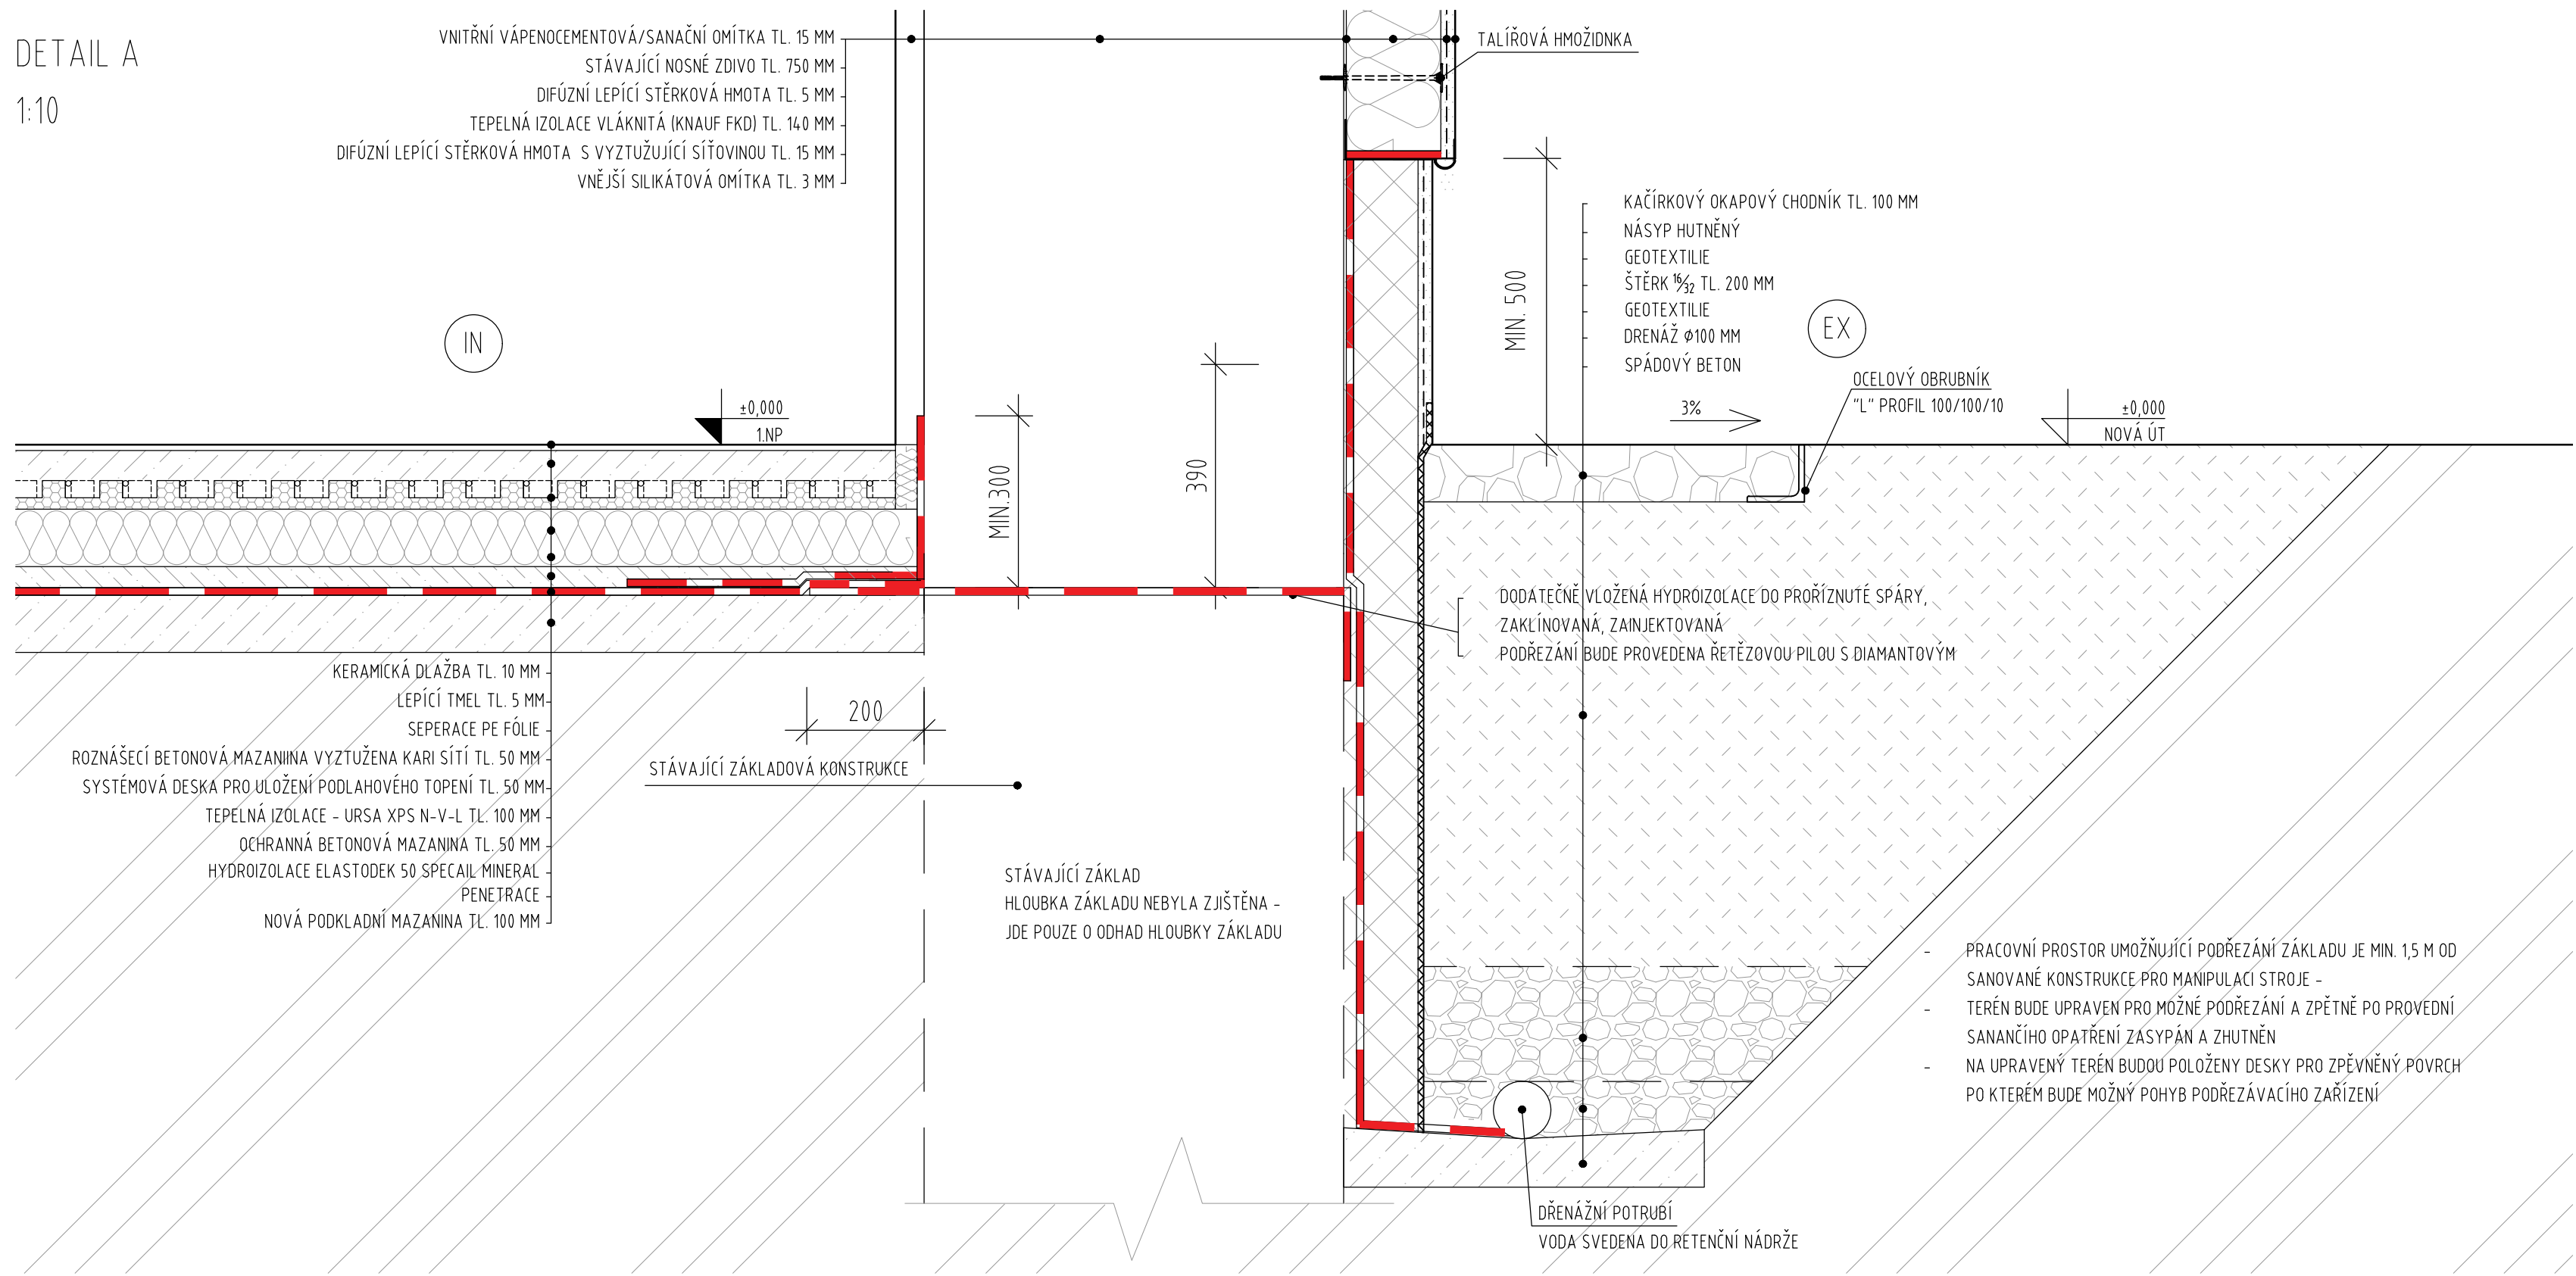 DETAIL A
1:10
VNITŘNÍ VÁPENOCEMENTOVÁ/SANAČNÍ OMÍTKA TL. 15 MM
STÁVAJÍCÍ NOSNÉ ZDIVO TL. 750 MM
DIFÚZNÍ LEPÍCÍ STĚRKOVÁ HMOTA TL. 5 MM
TEPELNÁ IZOLACE VLÁKNITÁ (KNAUF FKD) TL. 140 MM
DIFÚZNÍ LEPÍCÍ STĚRKOVÁ HMOTA S VYZTUŽUJÍCÍ SÍŤOVINOU TL. 15 MM
VNĚJŠÍ SILIKÁTOVÁ OMÍTKA TL. 3 MM
TALÍŘOVÁ HMOŽIDNKA
MIN. 500
KAČÍRKOVÝ OKAPOVÝ CHODNÍK TL. 100 MM
NÁSYP HUTNĚNÝ
GEOTEXTILIE
ŠTĚRK 16/32 TL. 200 MM
GEOTEXTILIE
DRENÁŽ Ø100 MM
SPÁDOVÝ BETON
IN
EX
OCELOVÝ OBRUBNÍK
"L" PROFIL 100/100/10
3%
±0,000
1.NP
±0,000
NOVÁ ÚT
MIN.300
390
DODATEČNĚ VLOŽENÁ HYDROIZOLACE DO PROŘÍZNUTÉ SPÁRY,
ZAKLÍNOVANÁ, ZAINJEKTOVANÁ
PODŘEZÁNÍ BUDE PROVEDENA ŘETĚZOVOU PILOU S DIAMANTOVÝM
KERAMICKÁ DLAŽBA TL. 10 MM
LEPÍCÍ TMEL TL. 5 MM
SEPERACE PE FÓLIE
ROZNÁŠECÍ BETONOVÁ MAZANIINA VYZTUŽENA KARI SÍTÍ TL. 50 MM
SYSTÉMOVÁ DESKA PRO ULOŽENÍ PODLAHOVÉHO TOPENÍ TL. 50 MM
TEPELNÁ IZOLACE - URSA XPS N-V-L TL. 100 MM
OCHRANNÁ BETONOVÁ MAZANINA TL. 50 MM
HYDROIZOLACE ELASTODEK 50 SPECAIL MINERAL
PENETRACE
NOVÁ PODKLADNÍ MAZANINA TL. 100 MM
200
STÁVAJÍCÍ ZÁKLADOVÁ KONSTRUKCE
STÁVAJÍCÍ ZÁKLAD
HLOUBKA ZÁKLADU NEBYLA ZJIŠTĚNA -
JDE POUZE O ODHAD HLOUBKY ZÁKLADU
- PRACOVNÍ PROSTOR UMOŽŇUJÍCÍ PODŘEZÁNÍ ZÁKLADU JE MIN. 1,5 M OD
SANOVANÉ KONSTRUKCE PRO MANIPULACI STROJE -
- TERÉN BUDE UPRAVEN PRO MOŽNÉ PODŘEZÁNÍ A ZPĚTNĚ PO PROVEDNÍ
SANANČÍHO OPATŘENÍ ZASYPÁN A ZHUTNĚN
- NA UPRAVENÝ TERÉN BUDOU POLOŽENY DESKY PRO ZPĚVNĚNÝ POVRCH
PO KTERÉM BUDE MOŽNÝ POHYB PODŘEZÁVACÍHO ZAŘÍZENÍ
DŘENÁŽNÍ POTRUBÍ
VODA SVEDENA DO RETENČNÍ NÁDRŽE